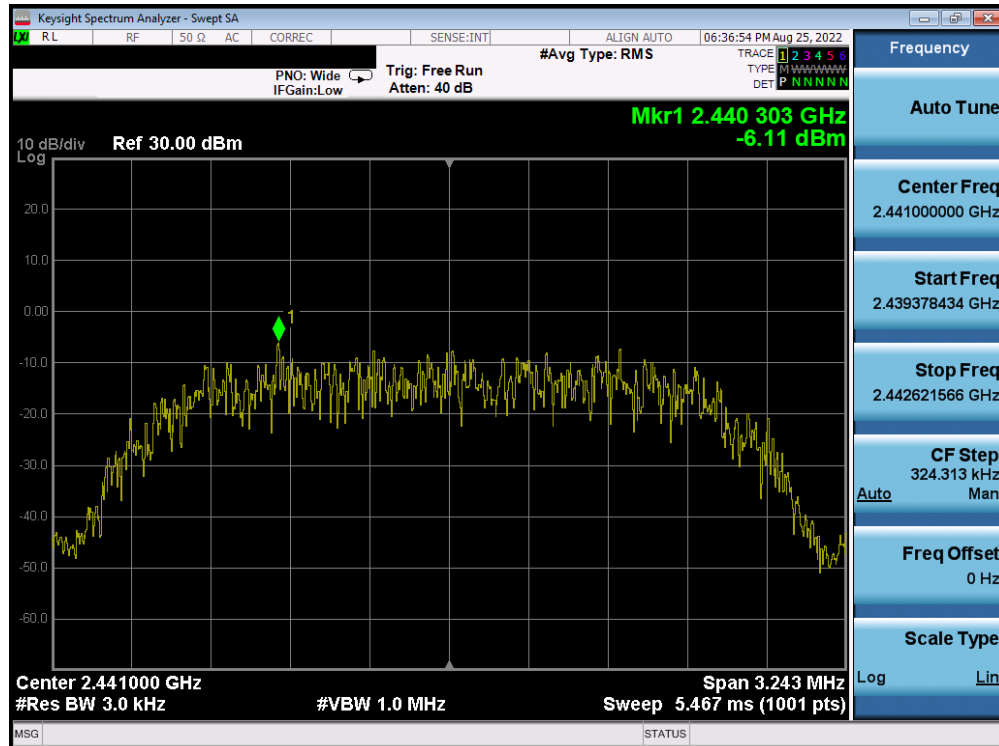 Keysight Spectrum Analyzer - Swept SA
LXI RL RF 50 Ω AC CORREC SENSE:INT ALIGN AUTO 06:36:54 PM Aug 25, 2022
PNO: Wide Trig: Free Run #Avg Type: RMS TRACE 1 2 3 4 5 6
IFGain:Low Atten: 40 dB TYPE M WWWWW
DET P N N N N N
Mkr1 2.440 303 GHz
-6.11 dBm
10 dB/div Ref 30.00 dBm
Log
20.0
10.0
0.00
-10.0
-20.0
-30.0
-40.0
-50.0
-60.0
1
Center 2.441000 GHz Span 3.243 MHz
#Res BW 3.0 kHz #VBW 1.0 MHz Sweep 5.467 ms (1001 pts)
MSG STATUS
Frequency
Auto Tune
Center Freq
2.441000000 GHz
Start Freq
2.439378434 GHz
Stop Freq
2.442621566 GHz
CF Step
324.313 kHz
Auto Man
Freq Offset
0 Hz
Scale Type
Log Lin